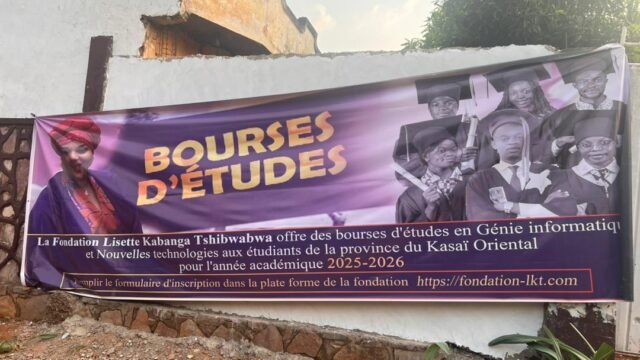 BOURSES
D'ÉTUDES
La Fondation Lisette Kabanga Tshibwabwa offre des bourses d'études en Génie informatiqu
et Nouvelles technologies aux étudiants de la province du Kasaï Oriental
pour l'année académique 2025-2026
emplir le formulaire d'inscription dans la plate forme de la fondation https://fondation-lkt.com